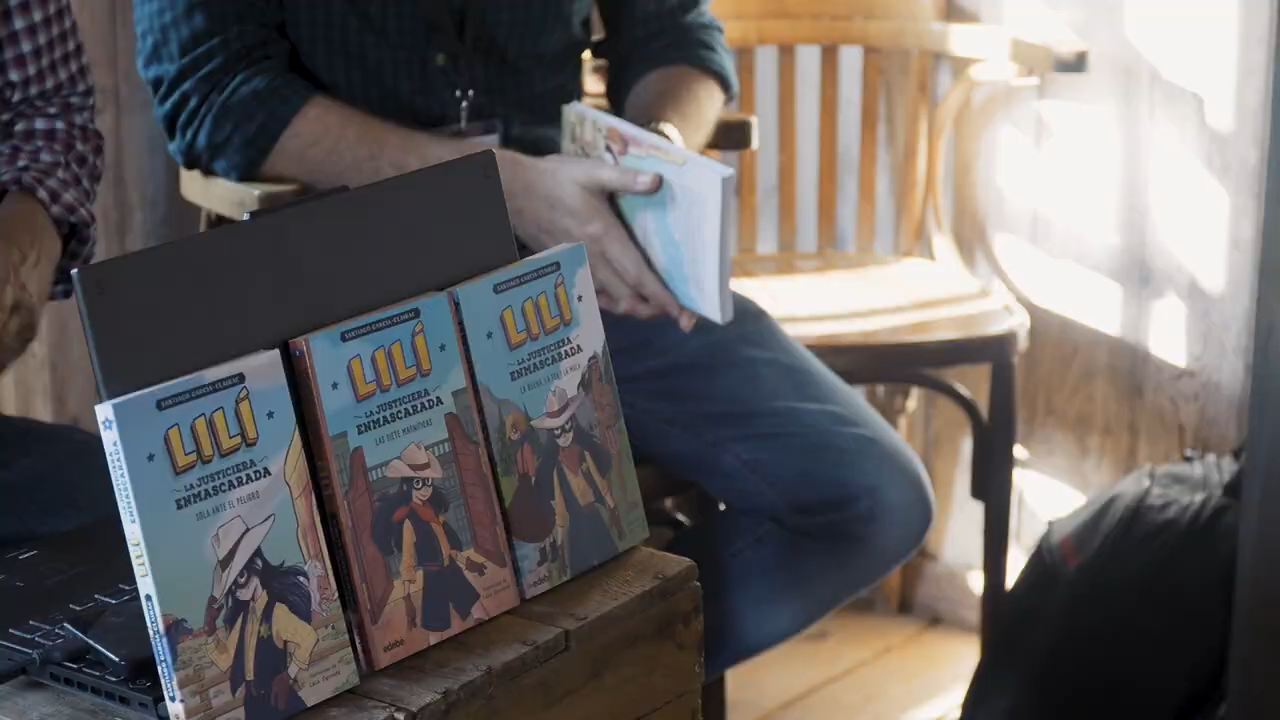 SANTIAGO GARCÍA-CLAIRAC
LILÍ
LA JUSTICIERA
ENMASCARADA
SOLA ANTE EL PELIGRO
SANTIAGO GARCÍA-CLAIRAC
LILÍ
LA JUSTICIERA
ENMASCARADA
LAS SIETE MAGNÍFICAS
edebé
SANTIAGO GARCÍA-CLAIRAC
LILÍ
LA JUSTICIERA
ENMASCARADA
LA BUENA, LA FEA Y LA MALA
edebé